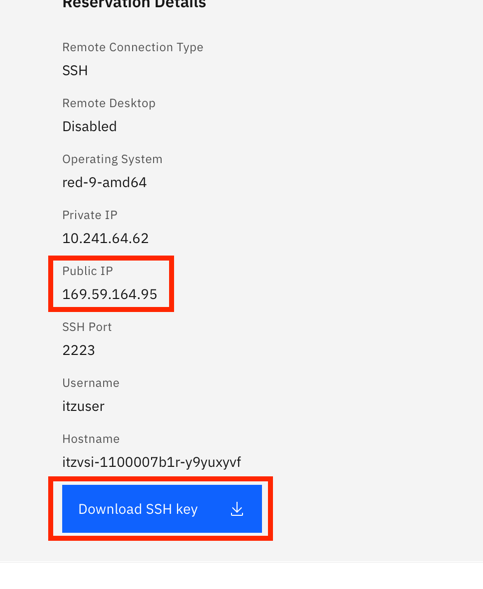 Reservation Details
Remote Connection Type
SSH
Remote Desktop
Disabled
Operating System
red-9-amd64
Private IP
10.241.64.62
Public IP
169.59.164.95
SSH Port
2223
Username
itzuser
Hostname
itzvsi-1100007b1r-y9yuxyvf
Download SSH key